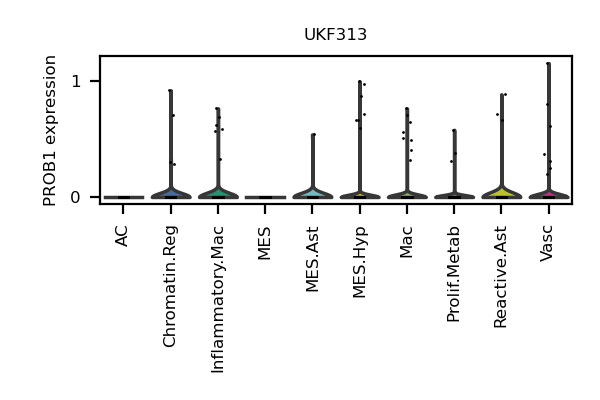 UKF313
PROB1 expression
1
0
AC
Chromatin.Reg
Inflammatory.Mac
MES
MES.Ast
MES.Hyp
Mac
Prolif.Metab
Reactive.Ast
Vasc